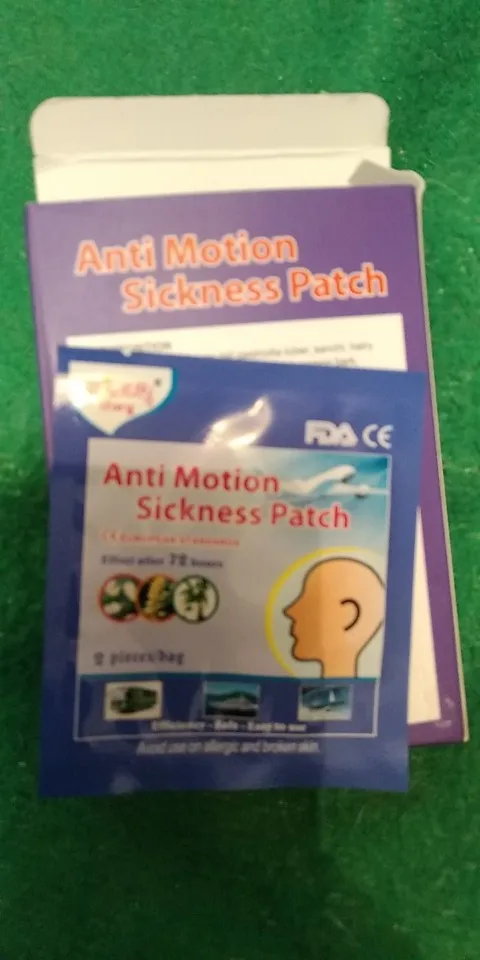 Anti Motion
Sickness Patch
FDA CE
Anti Motion
Sickness Patch
Effect after 72 hours
2 pieces/bag
Efficiency - Safe - Easy to use
Avoid use on allergic and broken skin.